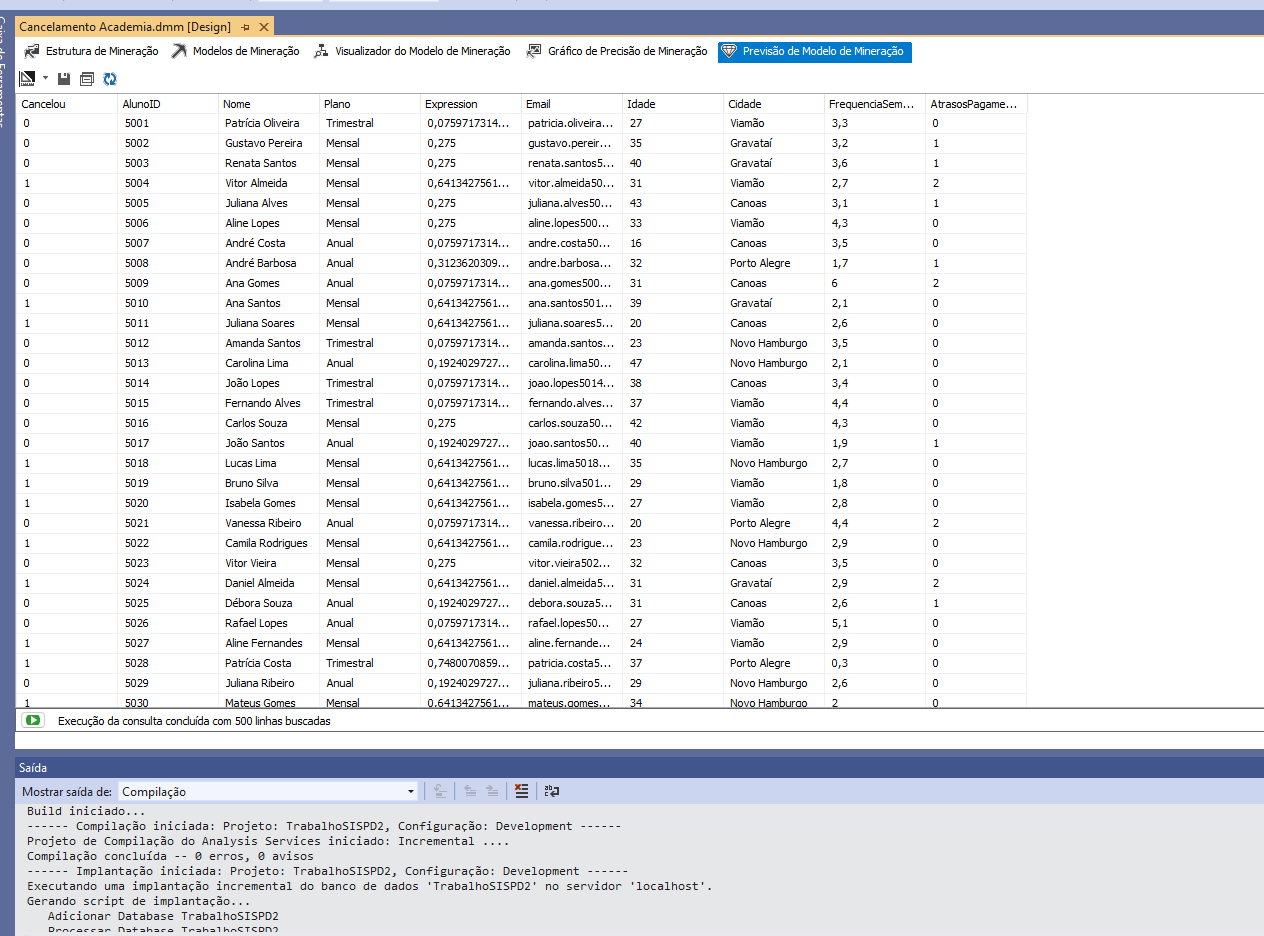 Caixa de Ferramentas
Cancelamento Academia.dmm [Design]
Estrutura de Mineração Modelos de Mineração Visualizador do Modelo de Mineração Gráfico de Precisão de Mineração Previsão de Modelo de Mineração
Cancelou AlunoID Nome Plano Expression Email Idade Cidade FrequenciaSem... AtrasosPagame...
0 5001 Patrícia Oliveira Trimestral 0,0759717314... patricia.oliveira... 27 Viamão 3,3 0
0 5002 Gustavo Pereira Mensal 0,275 gustavo.pereir... 35 Gravataí 3,2 1
0 5003 Renata Santos Mensal 0,275 renata.santos5... 40 Gravataí 3,6 1
1 5004 Vitor Almeida Mensal 0,6413427561... vitor.almeida50... 31 Viamão 2,7 2
0 5005 Juliana Alves Mensal 0,275 juliana.alves50... 43 Canoas 3,1 1
0 5006 Aline Lopes Mensal 0,275 aline.lopes500... 33 Viamão 4,3 0
0 5007 André Costa Anual 0,0759717314... andre.costa50... 16 Canoas 3,5 0
0 5008 André Barbosa Anual 0,3123620309... andre.barbosa... 32 Porto Alegre 1,7 1
0 5009 Ana Gomes Anual 0,0759717314... ana.gomes500... 31 Canoas 6 2
1 5010 Ana Santos Mensal 0,6413427561... ana.santos501... 39 Gravataí 2,1 0
1 5011 Juliana Soares Mensal 0,6413427561... juliana.soares5... 20 Canoas 2,6 0
0 5012 Amanda Santos Trimestral 0,0759717314... amanda.santos... 23 Novo Hamburgo 3,5 0
0 5013 Carolina Lima Anual 0,1924029727... carolina.lima50... 47 Novo Hamburgo 2,1 0
0 5014 João Lopes Trimestral 0,0759717314... joao.lopes5014... 38 Canoas 3,4 0
0 5015 Fernando Alves Trimestral 0,0759717314... fernando.alves... 37 Viamão 4,4 0
0 5016 Carlos Souza Mensal 0,275 carlos.souza50... 42 Viamão 4,3 0
0 5017 João Santos Anual 0,1924029727... joao.santos50... 40 Viamão 1,9 1
1 5018 Lucas Lima Mensal 0,6413427561... lucas.lima5018... 35 Novo Hamburgo 2,7 0
1 5019 Bruno Silva Mensal 0,6413427561... bruno.silva501... 29 Viamão 1,8 0
1 5020 Isabela Gomes Mensal 0,6413427561... isabela.gomes5... 27 Viamão 2,8 0
0 5021 Vanessa Ribeiro Anual 0,0759717314... vanessa.ribeiro... 20 Porto Alegre 4,4 2
1 5022 Camila Rodrigues Mensal 0,6413427561... camila.rodrigue... 23 Novo Hamburgo 2,9 0
0 5023 Vitor Vieira Mensal 0,275 vitor.vieira502... 32 Canoas 3,5 0
1 5024 Daniel Almeida Mensal 0,6413427561... daniel.almeida5... 31 Gravataí 2,9 2
0 5025 Débora Souza Anual 0,1924029727... debora.souza5... 31 Canoas 2,6 1
0 5026 Rafael Lopes Anual 0,0759717314... rafael.lopes50... 27 Viamão 5,1 0
1 5027 Aline Fernandes Mensal 0,6413427561... aline.fernande... 24 Viamão 2,9 0
1 5028 Patrícia Costa Trimestral 0,7480070859... patricia.costa5... 37 Porto Alegre 0,3 0
0 5029 Juliana Ribeiro Anual 0,1924029727... juliana.ribeiro5... 29 Novo Hamburgo 2,6 0
1 5030 Mateus Gomes Mensal 0,6413427561... mateus.gomes... 34 Novo Hamburgo 2 0
Execução da consulta concluída com 500 linhas buscadas
Saída
Mostrar saída de: Compilação
Build iniciado...
------ Compilação iniciada: Projeto: TrabalhoSISPD2, Configuração: Development ------
Projeto de Compilação do Analysis Services iniciado: Incremental ....
Compilação concluída -- 0 erros, 0 avisos
------ Implantação iniciada: Projeto: TrabalhoSISPD2, Configuração: Development ------
Executando uma implantação incremental do banco de dados 'TrabalhoSISPD2' no servidor 'localhost'.
Gerando script de implantação...
Adicionar Database TrabalhoSISPD2
Processar Database TrabalhoSISPD2